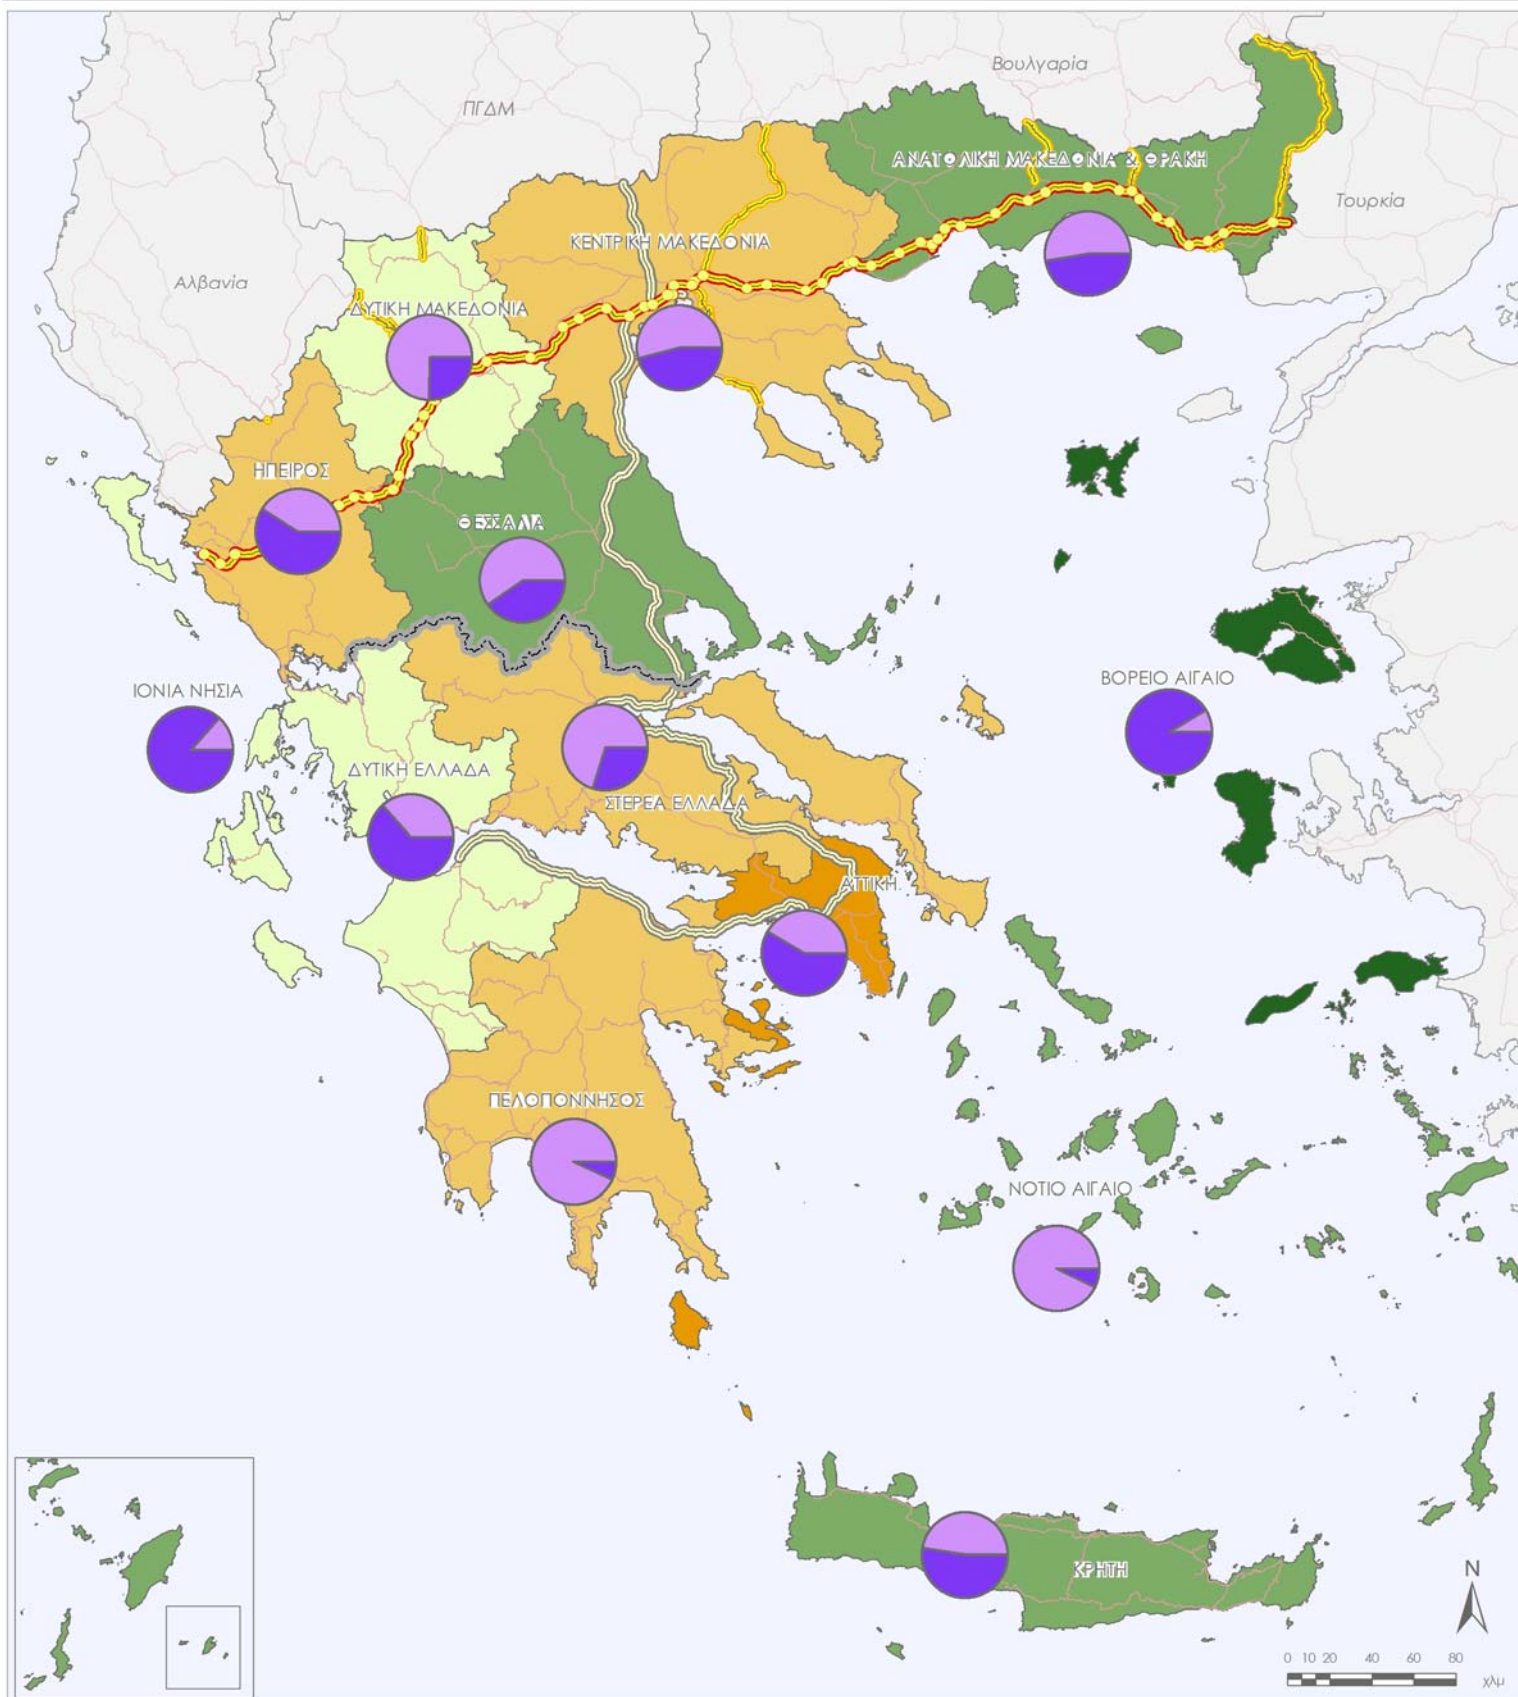 Βουλγαρία
ΠΓΔΜ
ΑΝΑΤΟΛΙΚΗ ΜΑΚΕΔΟΝΙΑ & ΘΡΑΚΗ
Τουρκία
ΚΕΝΤΡΙΚΗ ΜΑΚΕΔΟΝΙΑ
Αλβανία
ΔΥΤΙΚΗ ΜΑΚΕΔΟΝΙΑ
ΗΠΕΙΡΟΣ
ΘΕΣΣΑΛΙΑ
ΒΟΡΕΙΟ ΑΙΓΑΙΟ
ΙΟΝΙΑ ΝΗΣΙΑ
ΔΥΤΙΚΗ ΕΛΛΑΔΑ
ΣΤΕΡΕΑ ΕΛΛΑΔΑ
ΑΤΤΙΚΗ
ΠΕΛΟΠΟΝΝΗΣΟΣ
ΝΟΤΙΟ ΑΙΓΑΙΟ
ΚΡΗΤΗ
N
0 10 20 40 60 80
χλμ